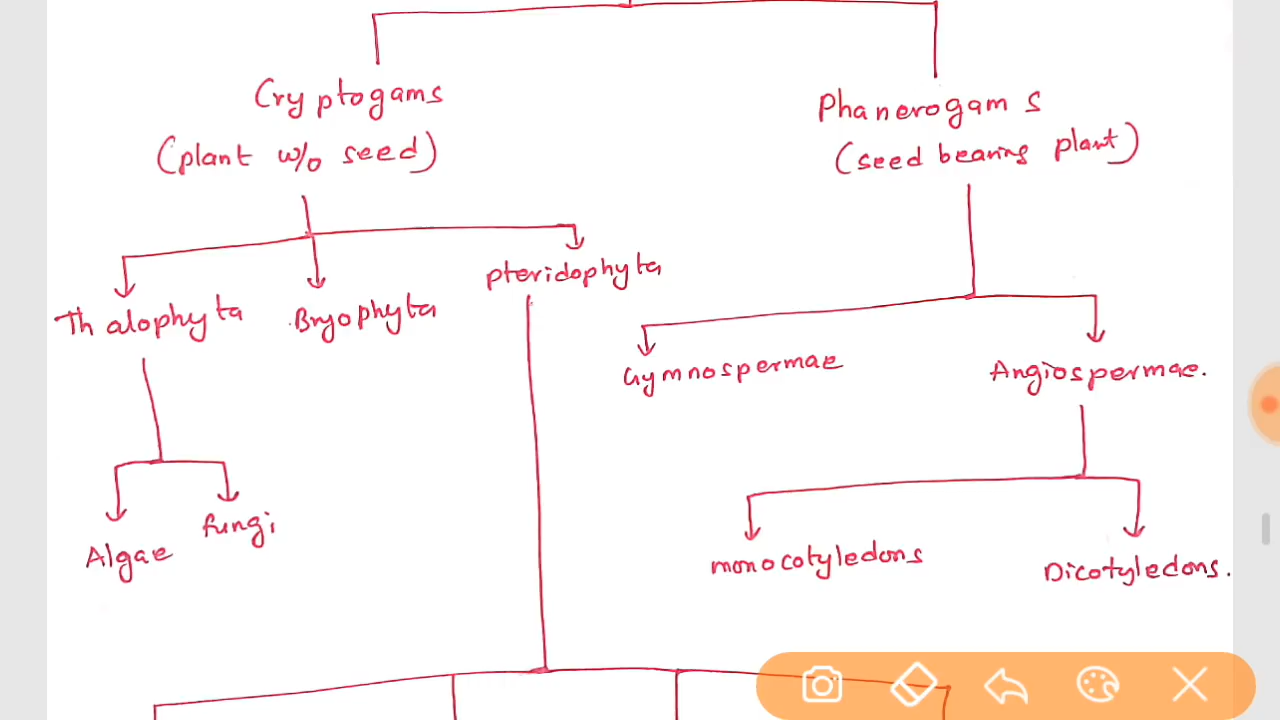 Cryptogams
(plant w/o seed)
Phanerogams
(seed bearing plant)
Thalophyta
Bryophyta
pteridophyta
Gymnospermae
Angiospermae.
Algae
fungi
monocotyledons
Dicotyledons.